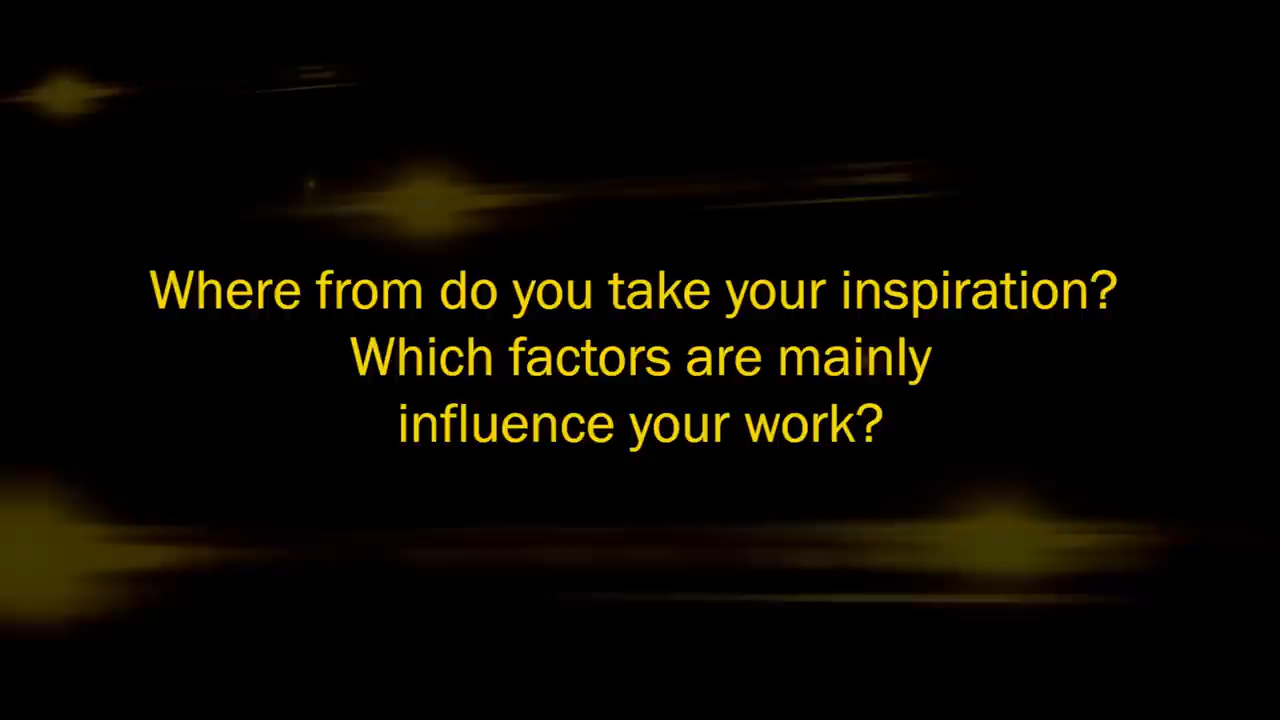 Where from do you take your inspiration?
Which factors are mainly
influence your work?